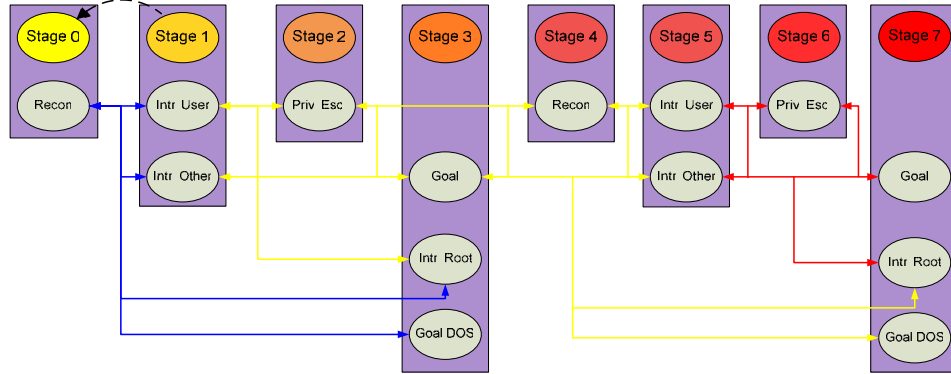 Stage 0
Stage 1
Stage 2
Stage 3
Stage 4
Stage 5
Stage 6
Stage 7
Recon
Intr User
Priv Esc
Recon
Intr User
Priv Esc
Intr Other
Goal
Intr Other
Goal
Intr Root
Intr Root
Goal DOS
Goal DOS